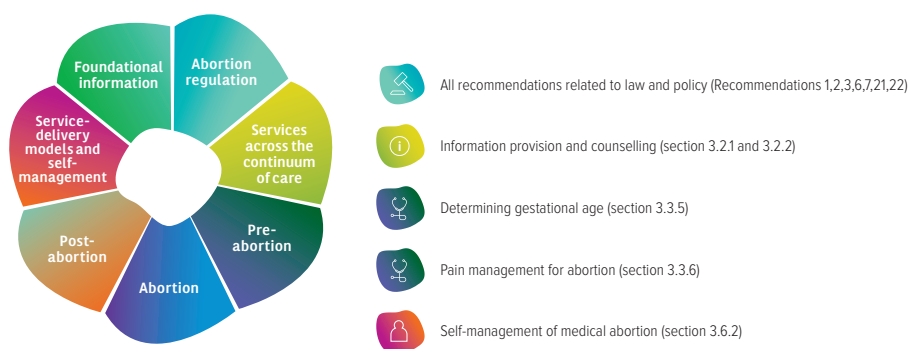 Foundational
information
Abortion
regulation
Services
across the
continuum
of care
Pre-
abortion
Abortion
Post-
abortion
Service-
delivery
models and
self-
management
All recommendations related to law and policy (Recommendations 1,2,3,6,7,21,22)
Information provision and counselling (section 3.2.1 and 3.2.2)
Determining gestational age (section 3.3.5)
Pain management for abortion (section 3.3.6)
Self-management of medical abortion (section 3.6.2)